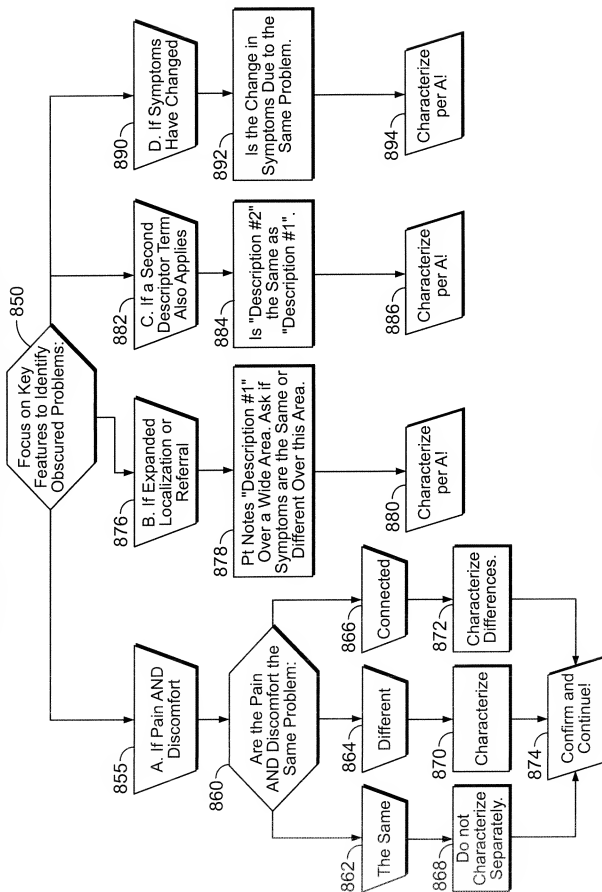 850
Focus on Key
Features to Identify
Obscured Problems:
855
A. If Pain AND
Discomfort
860
Are the Pain
AND Discomfort the
Same Problem:
862
The Same
864
Different
866
Connected
868
Do not
Characterize
Separately.
870
Characterize
872
Characterize
Differences.
874
Confirm and
Continue!
876
B. If Expanded
Localization or
Referral
878
Pt Notes "Description #1"
Over a Wide Area. Ask if
Symptoms are the Same or
Different Over this Area.
880
Characterize
per A!
882
C. If a Second
Descriptor Term
Also Applies
884
Is "Description #2"
the Same as
"Description #1".
886
Characterize
per A!
890
D. If Symptoms
Have Changed
892
Is the Change in
Symptoms Due to the
Same Problem.
894
Characterize
per A!